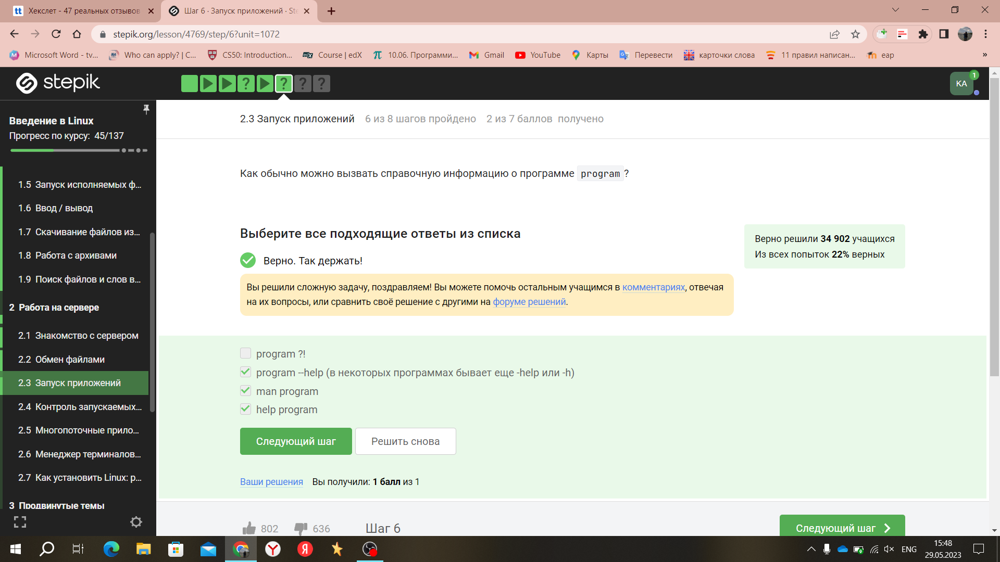 Хекслет - 47 реальных отзывов
Шаг 6 · Запуск приложений · Ste
stepik.org/lesson/4769/step/6?unit=1072
Microsoft Word - tv...
Who can apply? | C...
CS50: Introduction...
edX
Course | edX
10.06. Программи...
Gmail
YouTube
Карты
Перевести
карточки слова
11 правил написан...
eap
»
stepik
KA
1
Введение в Linux
Прогресс по курсу: 45/137
1.5 Запуск исполняемых ф...
1.6 Ввод / вывод
1.7 Скачивание файлов из...
1.8 Работа с архивами
1.9 Поиск файлов и слов в...
2 Работа на сервере
2.1 Знакомство с сервером
2.2 Обмен файлами
2.3 Запуск приложений
2.4 Контроль запускаемых...
2.5 Многопоточные прило...
2.6 Менеджер терминалов...
2.7 Как установить Linux: р...
3 Продвинутые темы
2.3 Запуск приложений 6 из 8 шагов пройдено 2 из 7 баллов получено
Как обычно можно вызвать справочную информацию о программе program?
Выберите все подходящие ответы из списка
Верно. Так держать!
Вы решили сложную задачу, поздравляем! Вы можете помочь остальным учащимся в комментариях, отвечая
на их вопросы, или сравнить своё решение с другими на форуме решений.
Верно решили 34 902 учащихся
Из всех попыток 22% верных
program ?!
program --help (в некоторых программах бывает еще -help или -h)
man program
help program
Следующий шаг
Решить снова
Ваши решения Вы получили: 1 балл из 1
802
636
Шаг 6
Следующий шаг
ENG
15:48
29.05.2023